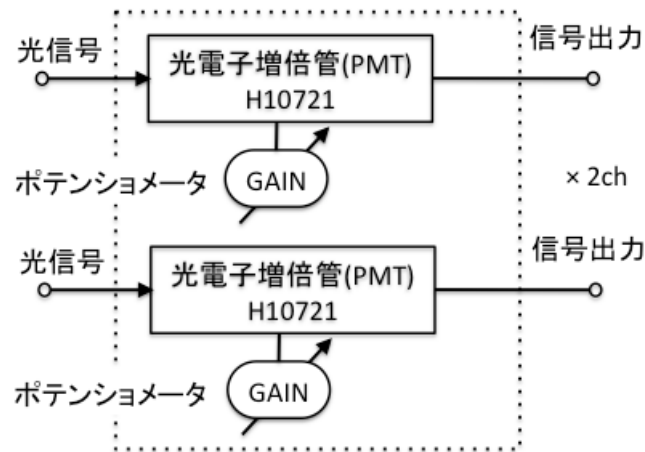 光信号
光電子増倍管(PMT)
H10721
信号出力
ポテンショメータ
GAIN
× 2ch
光信号
光電子増倍管(PMT)
H10721
信号出力
ポテンショメータ
GAIN